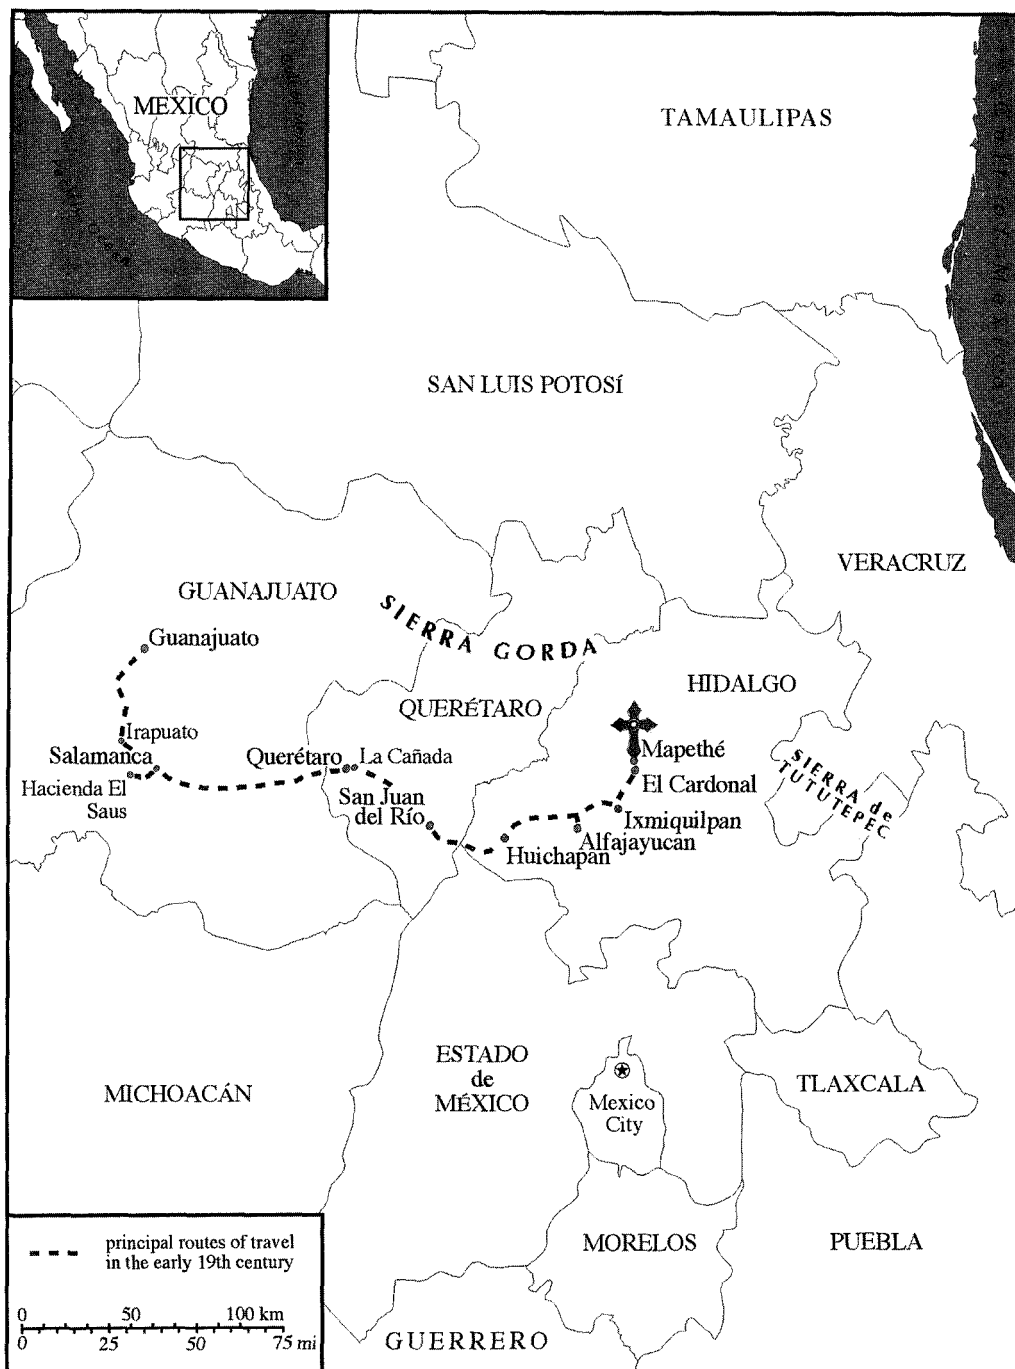 MEXICO
Gulf of Mexico
TAMAULIPAS
SAN LUIS POTOSÍ
VERACRUZ
GUANAJUATO
SIERRA GORDA
Guanajuato
HIDALGO
QUERÉTARO
Irapuato
Mapethé
Salamanca
Querétaro
La Cañada
El Cardonal
SIERRA de
TUTUTEPEC
Hacienda El
Saus
San Juan
del Río
Ixmiquilpan
Alfajayucan
Huichapan
ESTADO
de
MÉXICO
MICHOACÁN
Mexico
City
TLAXCALA
MORELOS
PUEBLA
GUERRERO
principal routes of travel
in the early 19th century
0 50 100 km
0 25 50 75 mi